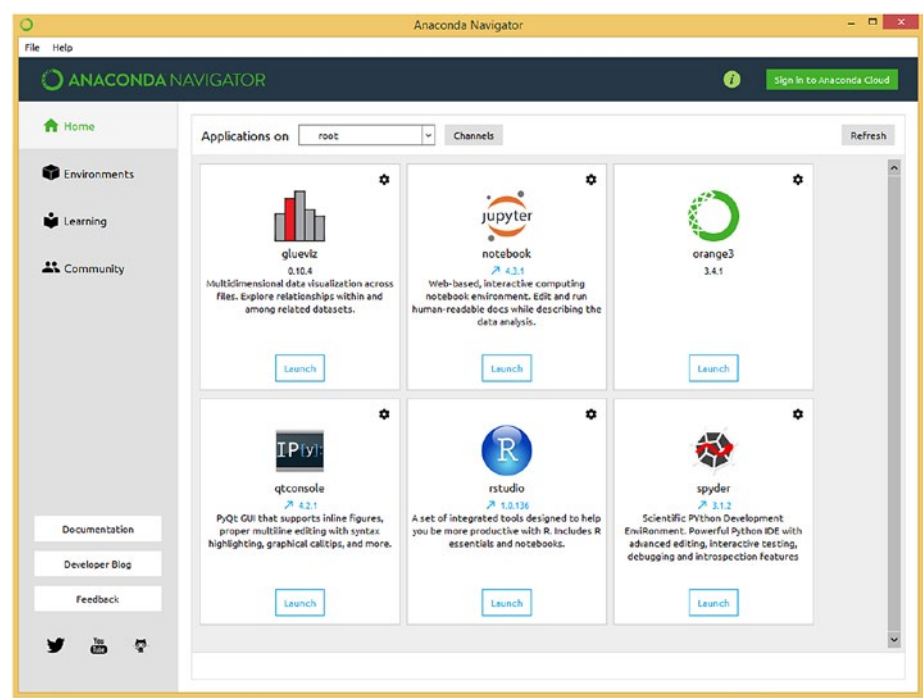 Anaconda Navigator
File Help
ANACONDA NAVIGATOR
i
Sign in to Anaconda Cloud
Home
Environments
Learning
Community
Documentation
Developer Blog
Feedback
You
Tube
Applications on root Channels Refresh
glueviz
0.10.4
Multidimensional data visualization across
files. Explore relationships within and
among related datasets.
Launch
jupyter
notebook
4.3.1
Web-based, interactive computing
notebook environment. Edit and run
human-readable docs while describing the
data analysis.
Launch
orange3
3.4.1
Launch
IP[y]:
qtconsole
4.2.1
PyQt GUI that supports inline figures,
proper multiline editing with syntax
highlighting, graphical calltips, and more.
Launch
R
rstudio
1.0.136
A set of integrated tools designed to help
you be more productive with R. Includes R
essentials and notebooks.
Launch
spyder
3.1.2
Scientific PYthon Development
EnviRonment. Powerful Python IDE with
advanced editing, interactive testing,
debugging and introspection features
Launch